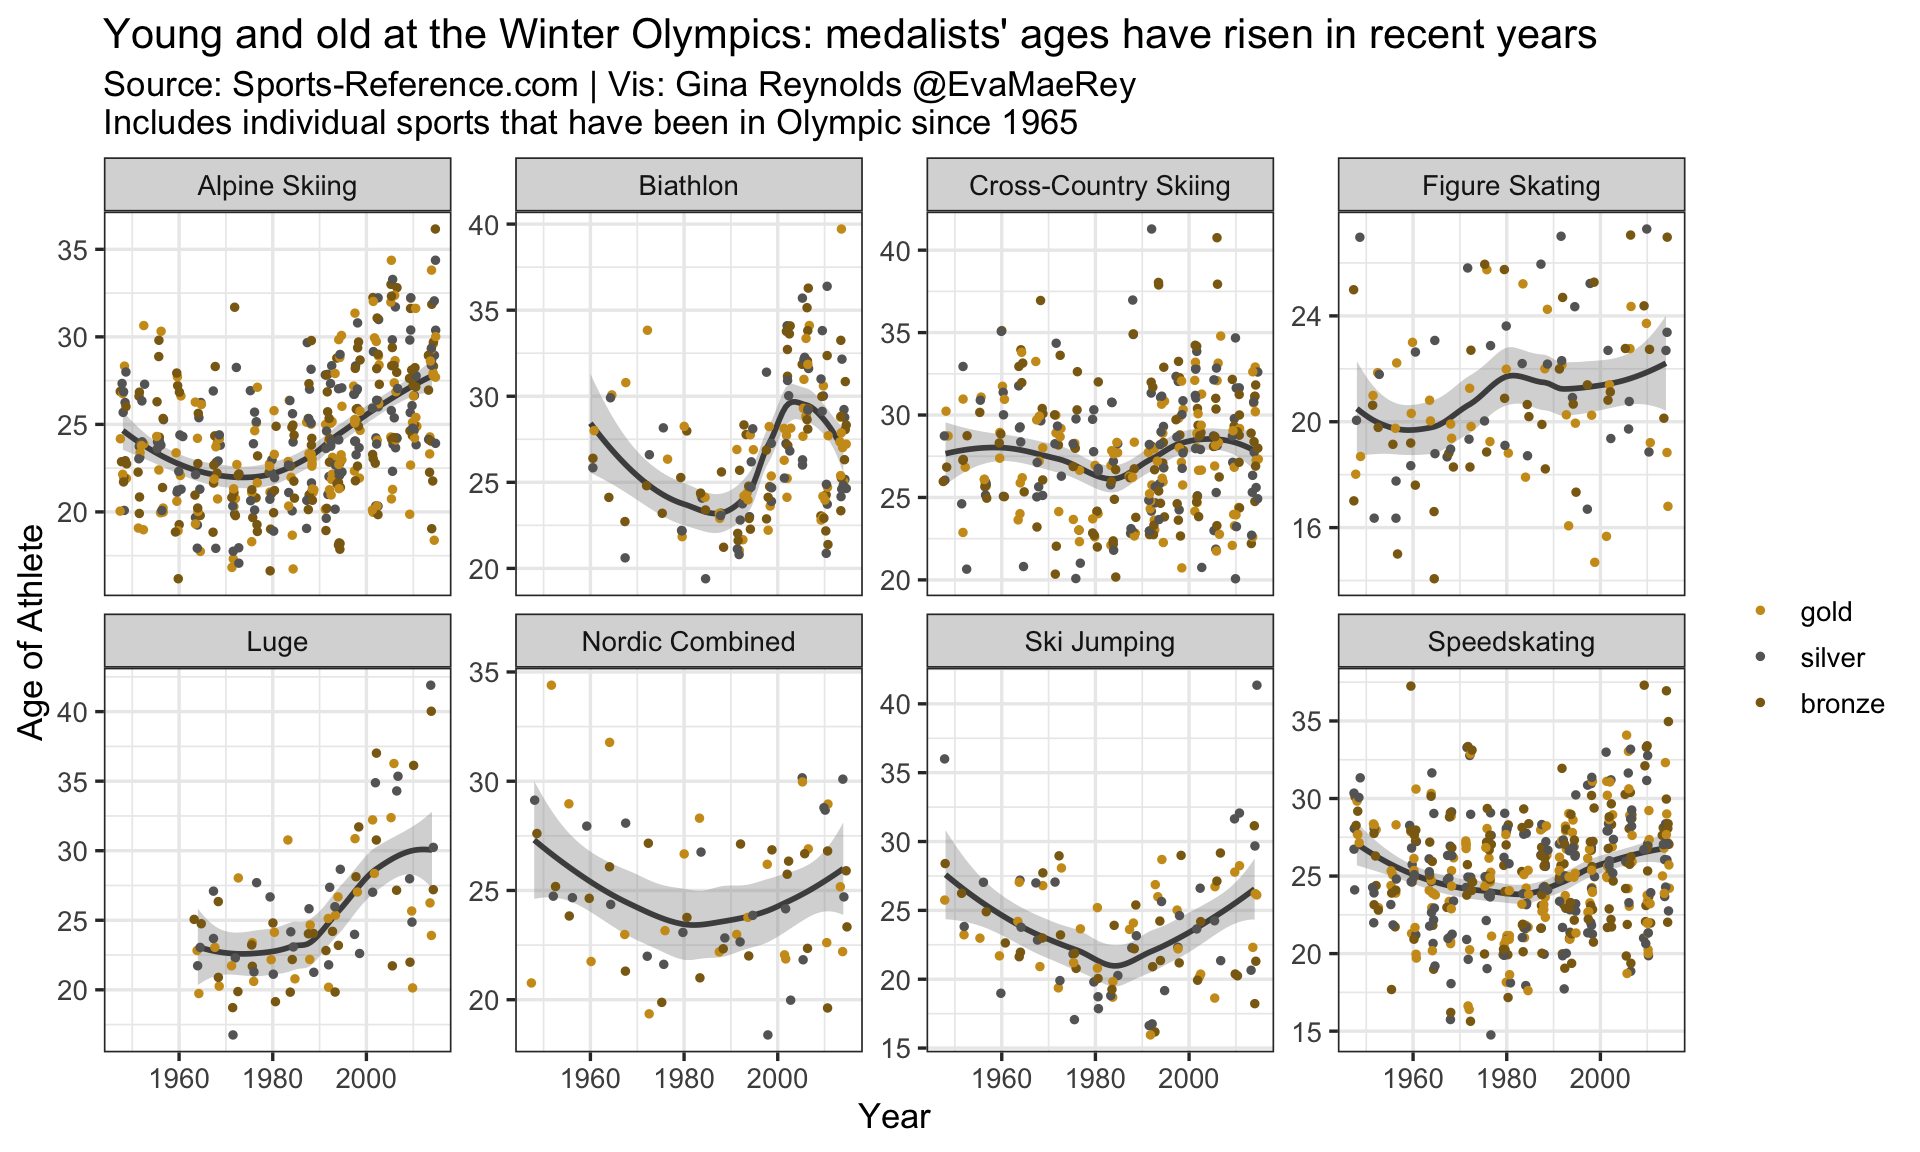 Young and old at the Winter Olympics: medalists' ages have risen in recent years
Source: Sports-Reference.com | Vis: Gina Reynolds @EvaMaeRey
Includes individual sports that have been in Olympic since 1965
Alpine Skiing
35
30
25
20
Biathlon
40
35
30
25
20
Cross-Country Skiing
40
35
30
25
20
Figure Skating
24
20
16
Age of Athlete
Luge
40
35
30
25
20
1960 1980 2000
Nordic Combined
35
30
25
20
1960 1980 2000
Ski Jumping
40
35
30
25
20
15
1960 1980 2000
Speedskating
35
30
25
20
15
1960 1980 2000
Year
gold
silver
bronze